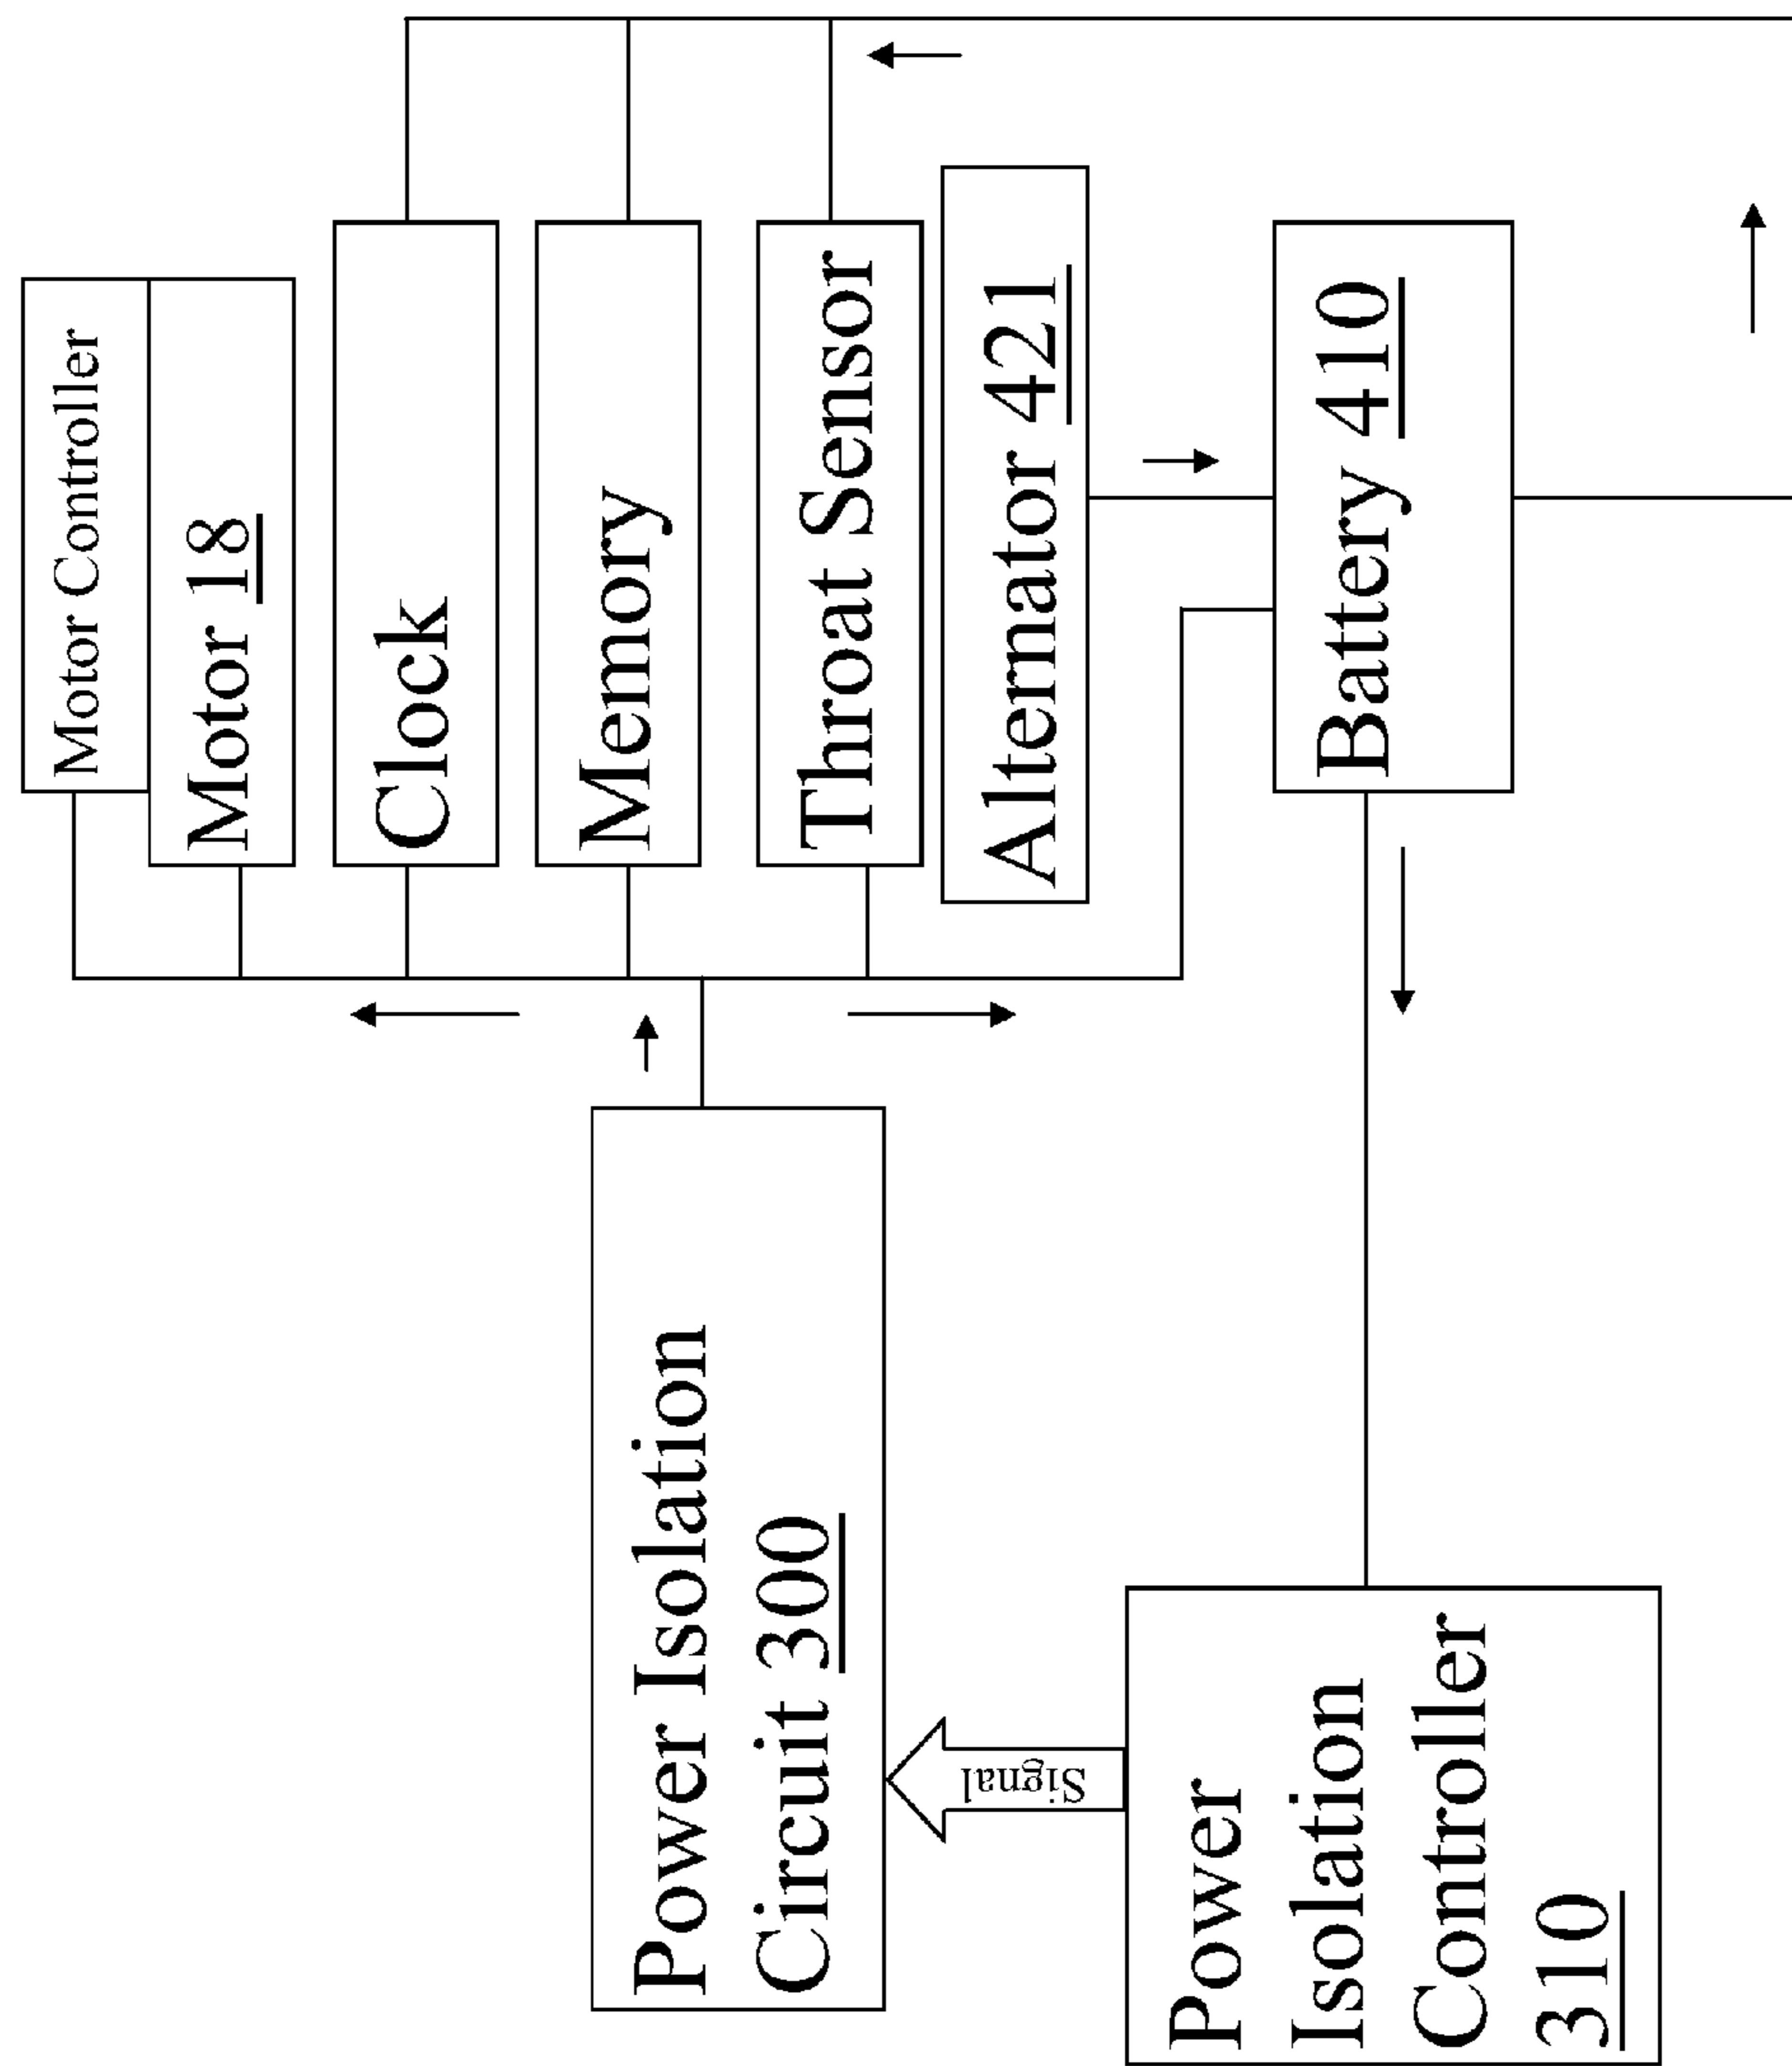 Motor Controller
Motor 18
Clock
Memory
Throat Sensor
Alternator 421
Battery 410
Power Isolation
Circuit 300
Signal
Power
Isolation
Controller
310